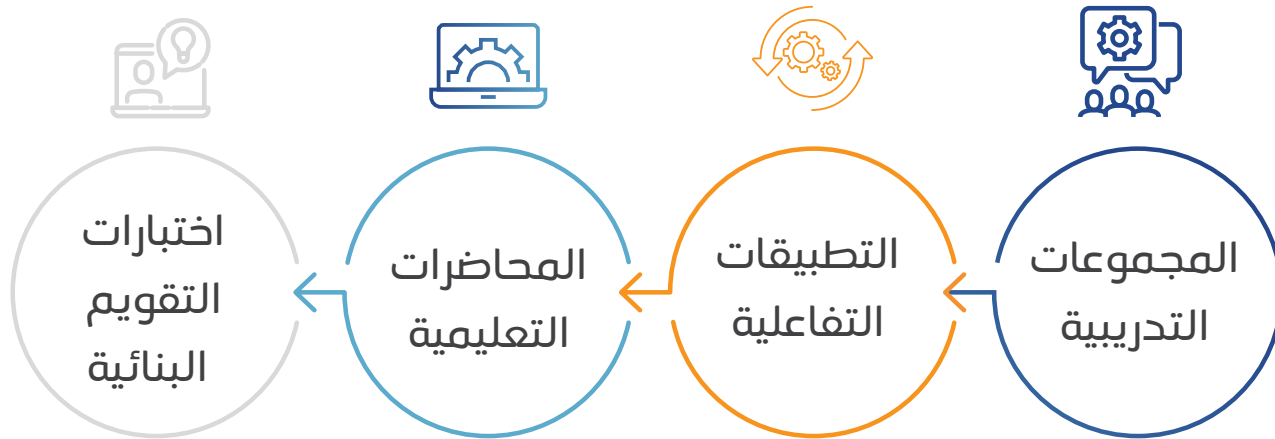 المجموعات
التدريبية
التطبيقات
التفاعلية
المحاضرات
التعليمية
اختبارات
التقويم
البنائية